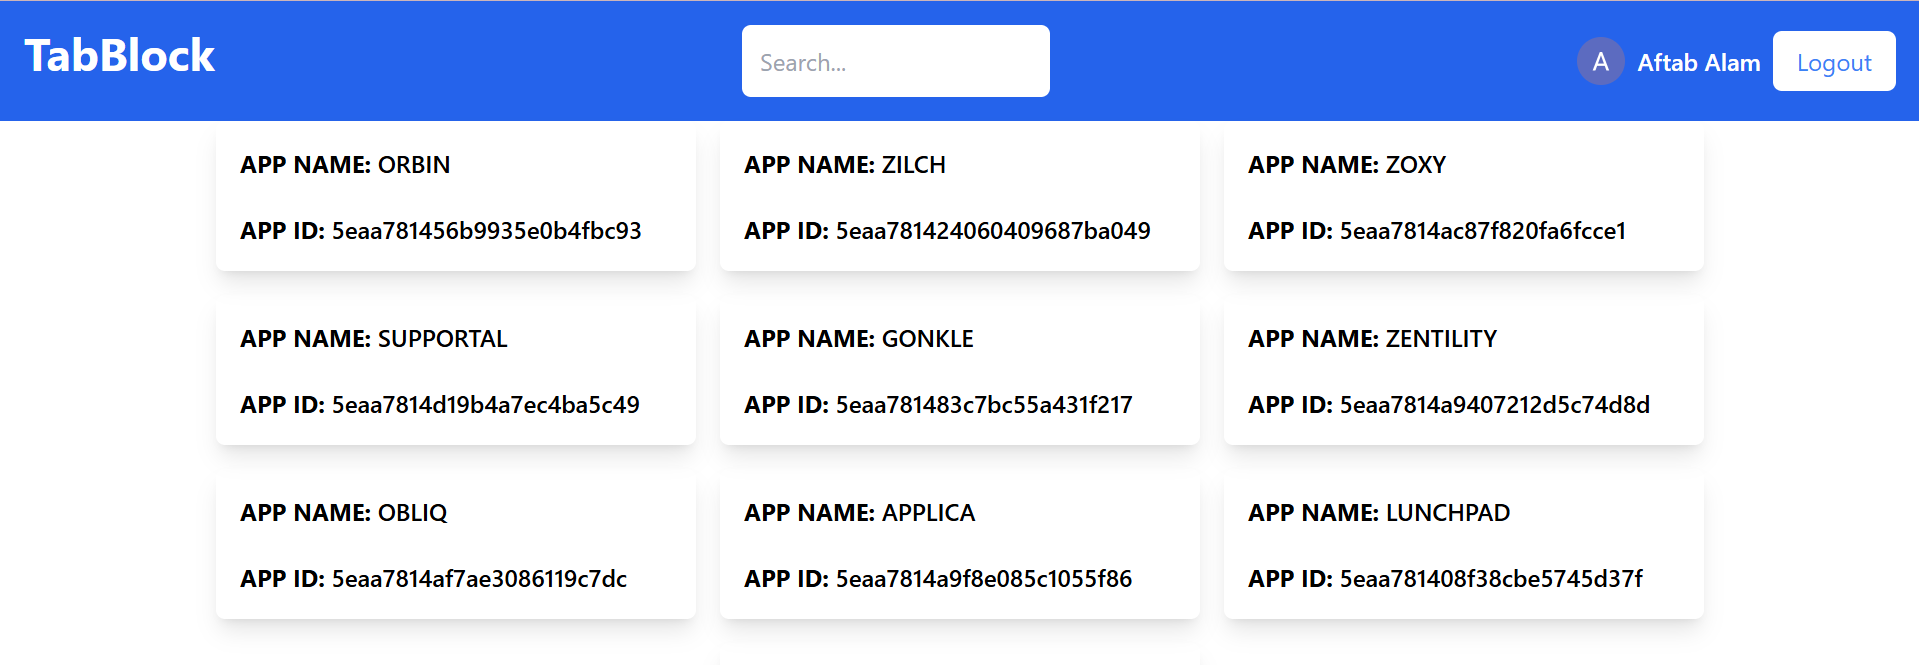 TabBlock
Search...
A
Aftab Alam
Logout
APP NAME: ORBIN
APP ID: 5eaa781456b9935e0b4fbc93
APP NAME: ZILCH
APP ID: 5eaa781424060409687ba049
APP NAME: ZOXY
APP ID: 5eaa7814ac87f820fa6fcce1
APP NAME: SUPPORTAL
APP ID: 5eaa7814d19b4a7ec4ba5c49
APP NAME: GONKLE
APP ID: 5eaa781483c7bc55a431f217
APP NAME: ZENTILITY
APP ID: 5eaa7814a9407212d5c74d8d
APP NAME: OBLIQ
APP ID: 5eaa7814af7ae3086119c7dc
APP NAME: APPLICA
APP ID: 5eaa7814a9f8e085c1055f86
APP NAME: LUNCHPAD
APP ID: 5eaa781408f38cbe5745d37f